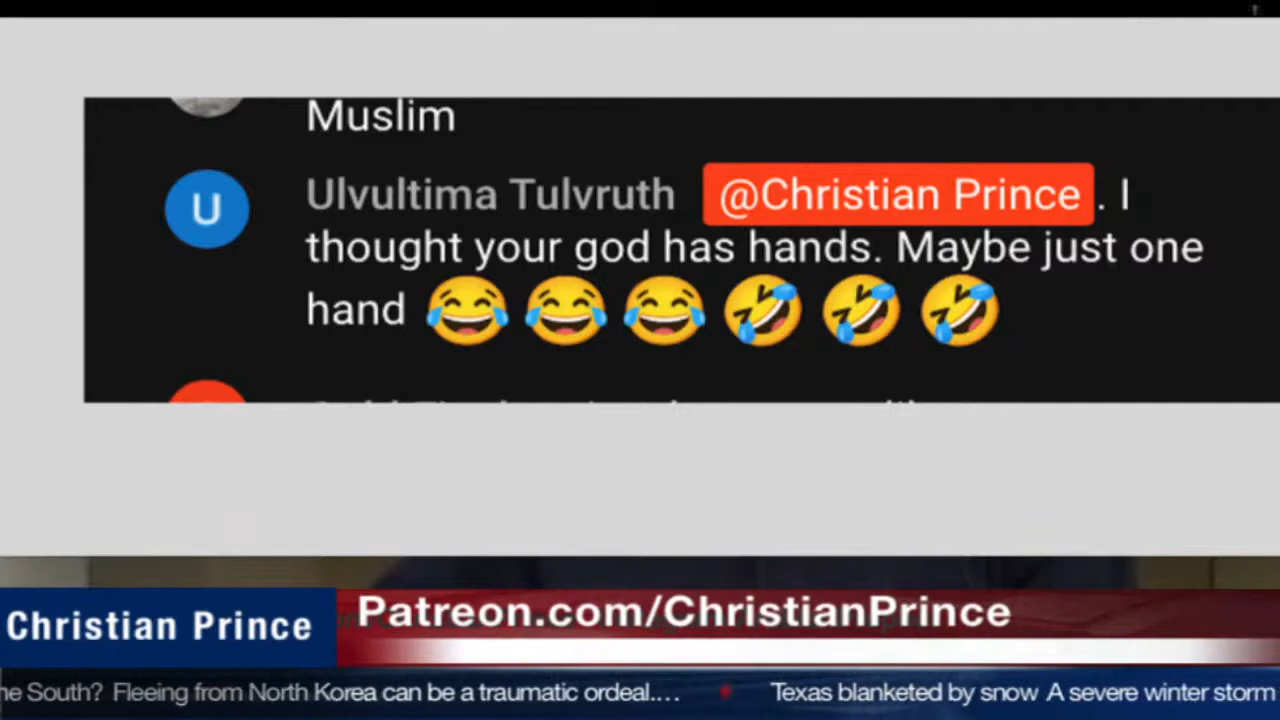 Muslim
U
Ulvultima Tulvruth @Christian Prince . I
thought your god has hands. Maybe just one
hand 😂 😂 😂 🤣 🤣 🤣
Patreon.com/ChristianPrince
Christian Prince
he South? Fleeing from North Korea can be a traumatic ordeal.... Texas blanketed by snow A severe winter storm